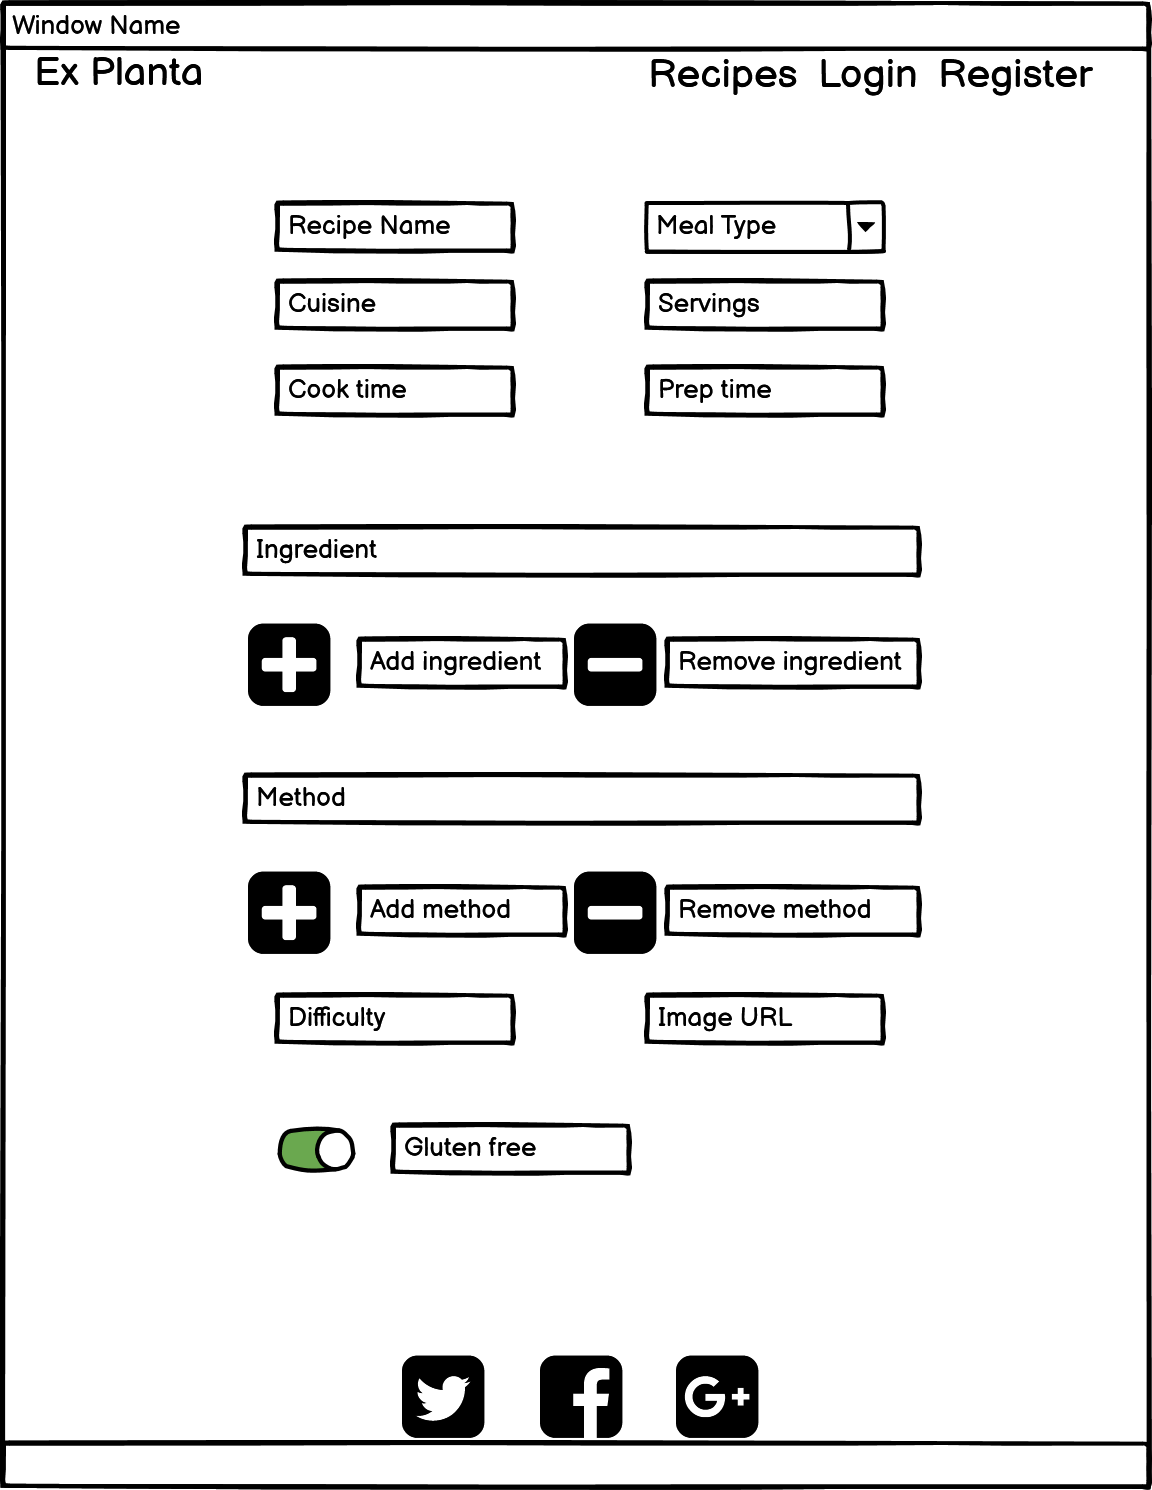 Window Name
Ex Planta
Recipes Login Register
Recipe Name
Meal Type
Cuisine
Servings
Cook time
Prep time
Ingredient
Add ingredient
Remove ingredient
Method
Add method
Remove method
Difficulty
Image URL
Gluten free
G+